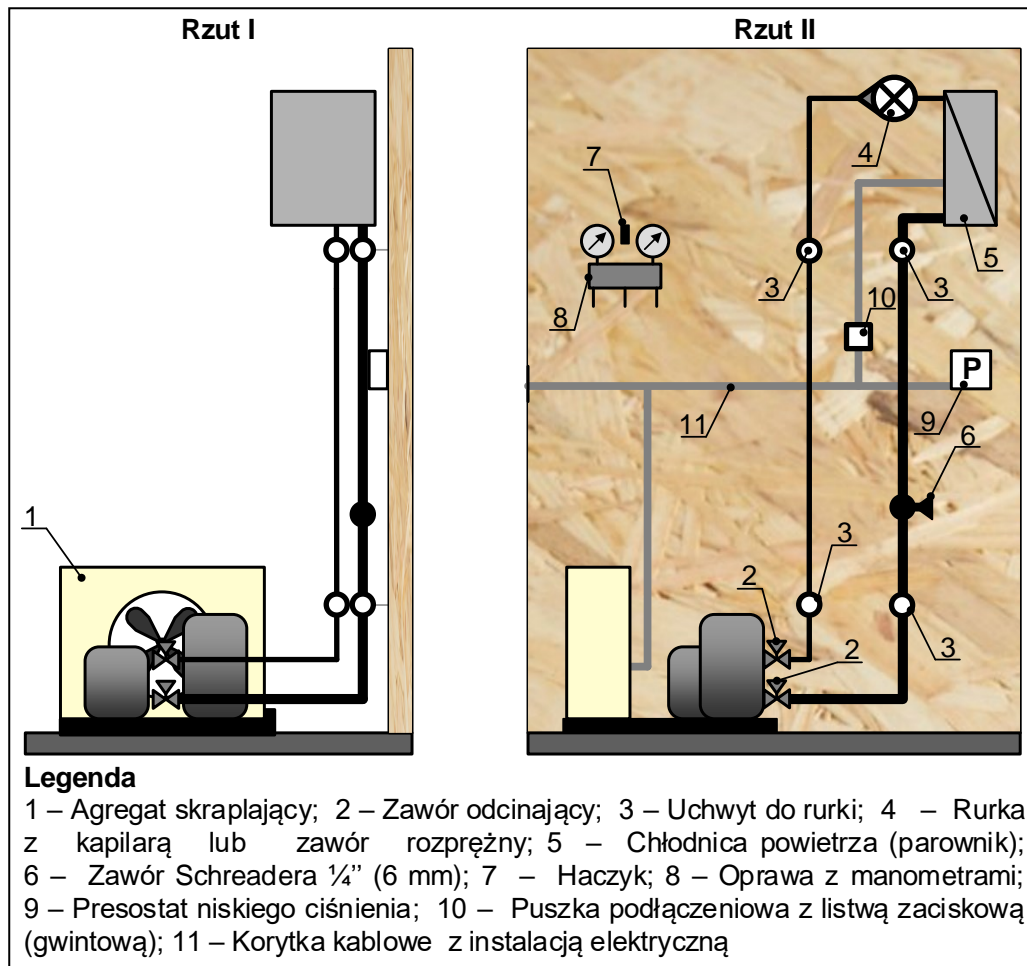 Rzut I
Rzut II
4
7
3
3
5
8
10
P
11
9
6
1
3
2
2
3
Legenda
1 – Agregat skraplający; 2 – Zawór odcinający; 3 – Uchwyt do rurki; 4 – Rurka
z kapilarą lub zawór rozprężny; 5 – Chłodnica powietrza (parownik);
6 – Zawór Schreadera ¼’’ (6 mm); 7 – Haczyk; 8 – Oprawa z manometrami;
9 – Presostat niskiego ciśnienia; 10 – Puszka podłączeniowa z listwą zaciskową
(gwintową); 11 – Korytka kablowe z instalacją elektryczną